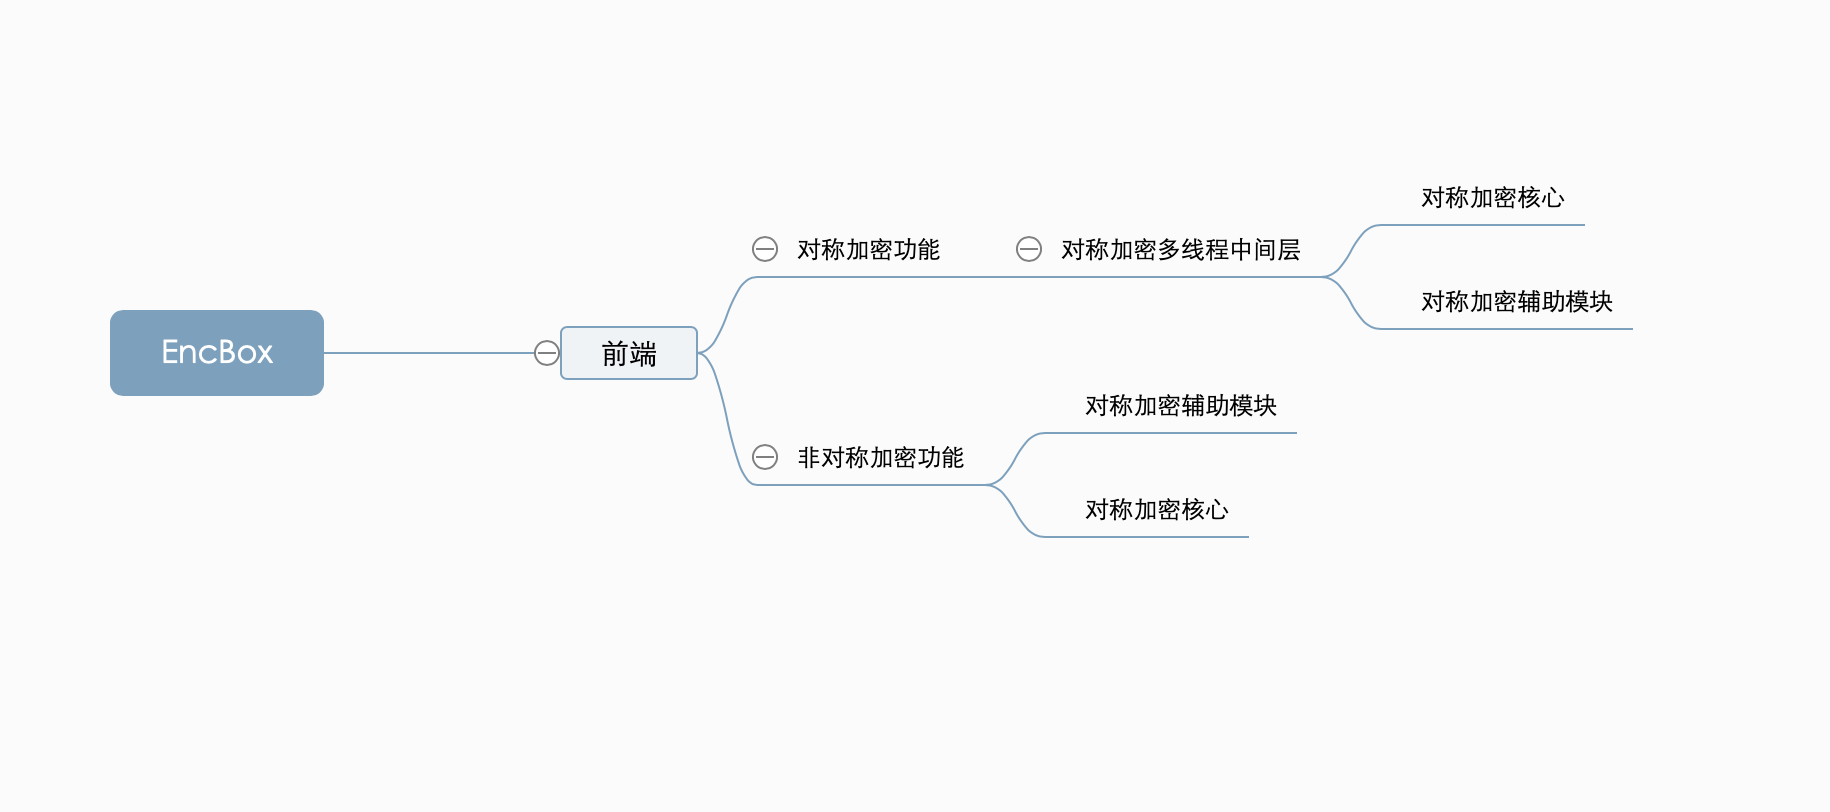 EncBox
前端
对称加密功能
对称加密多线程中间层
对称加密核心
对称加密辅助模块
非对称加密功能
对称加密辅助模块
对称加密核心